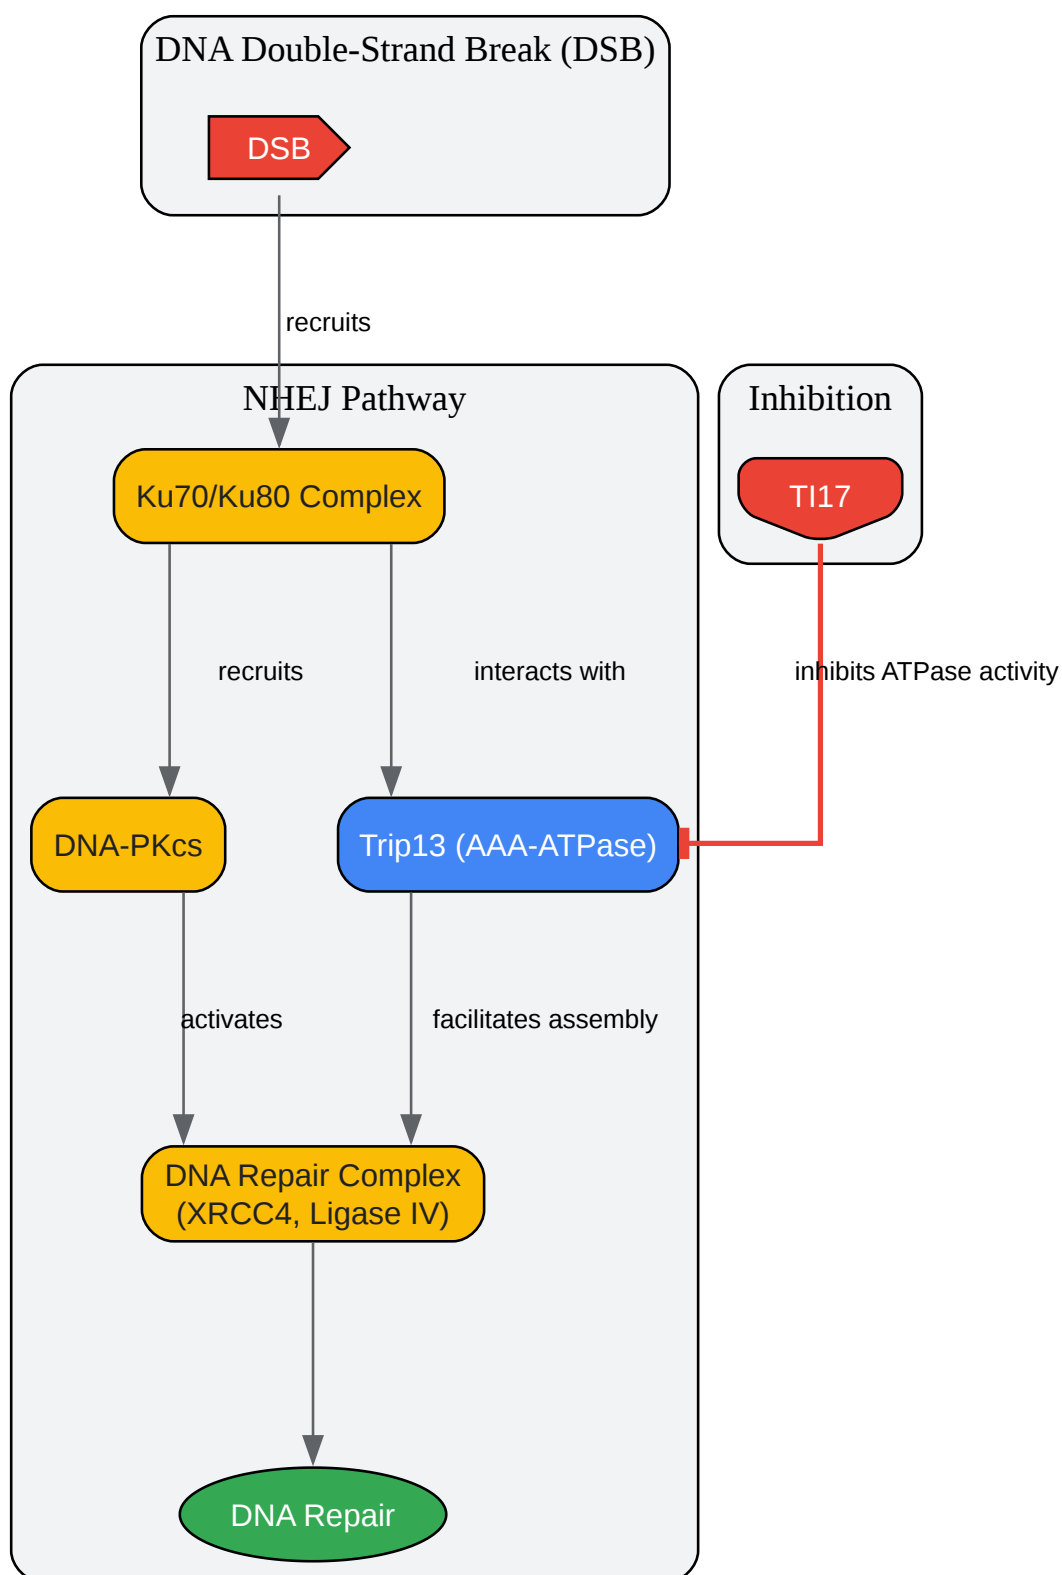 DNA Double-Strand Break (DSB)
DSB
recruits
NHEJ Pathway
Inhibition
Ku70/Ku80 Complex
TI17
recruits
interacts with
inhibits ATPase activity
DNA-PKcs
Trip13 (AAA-ATPase)
activates
facilitates assembly
DNA Repair Complex
(XRCC4, Ligase IV)
DNA Repair